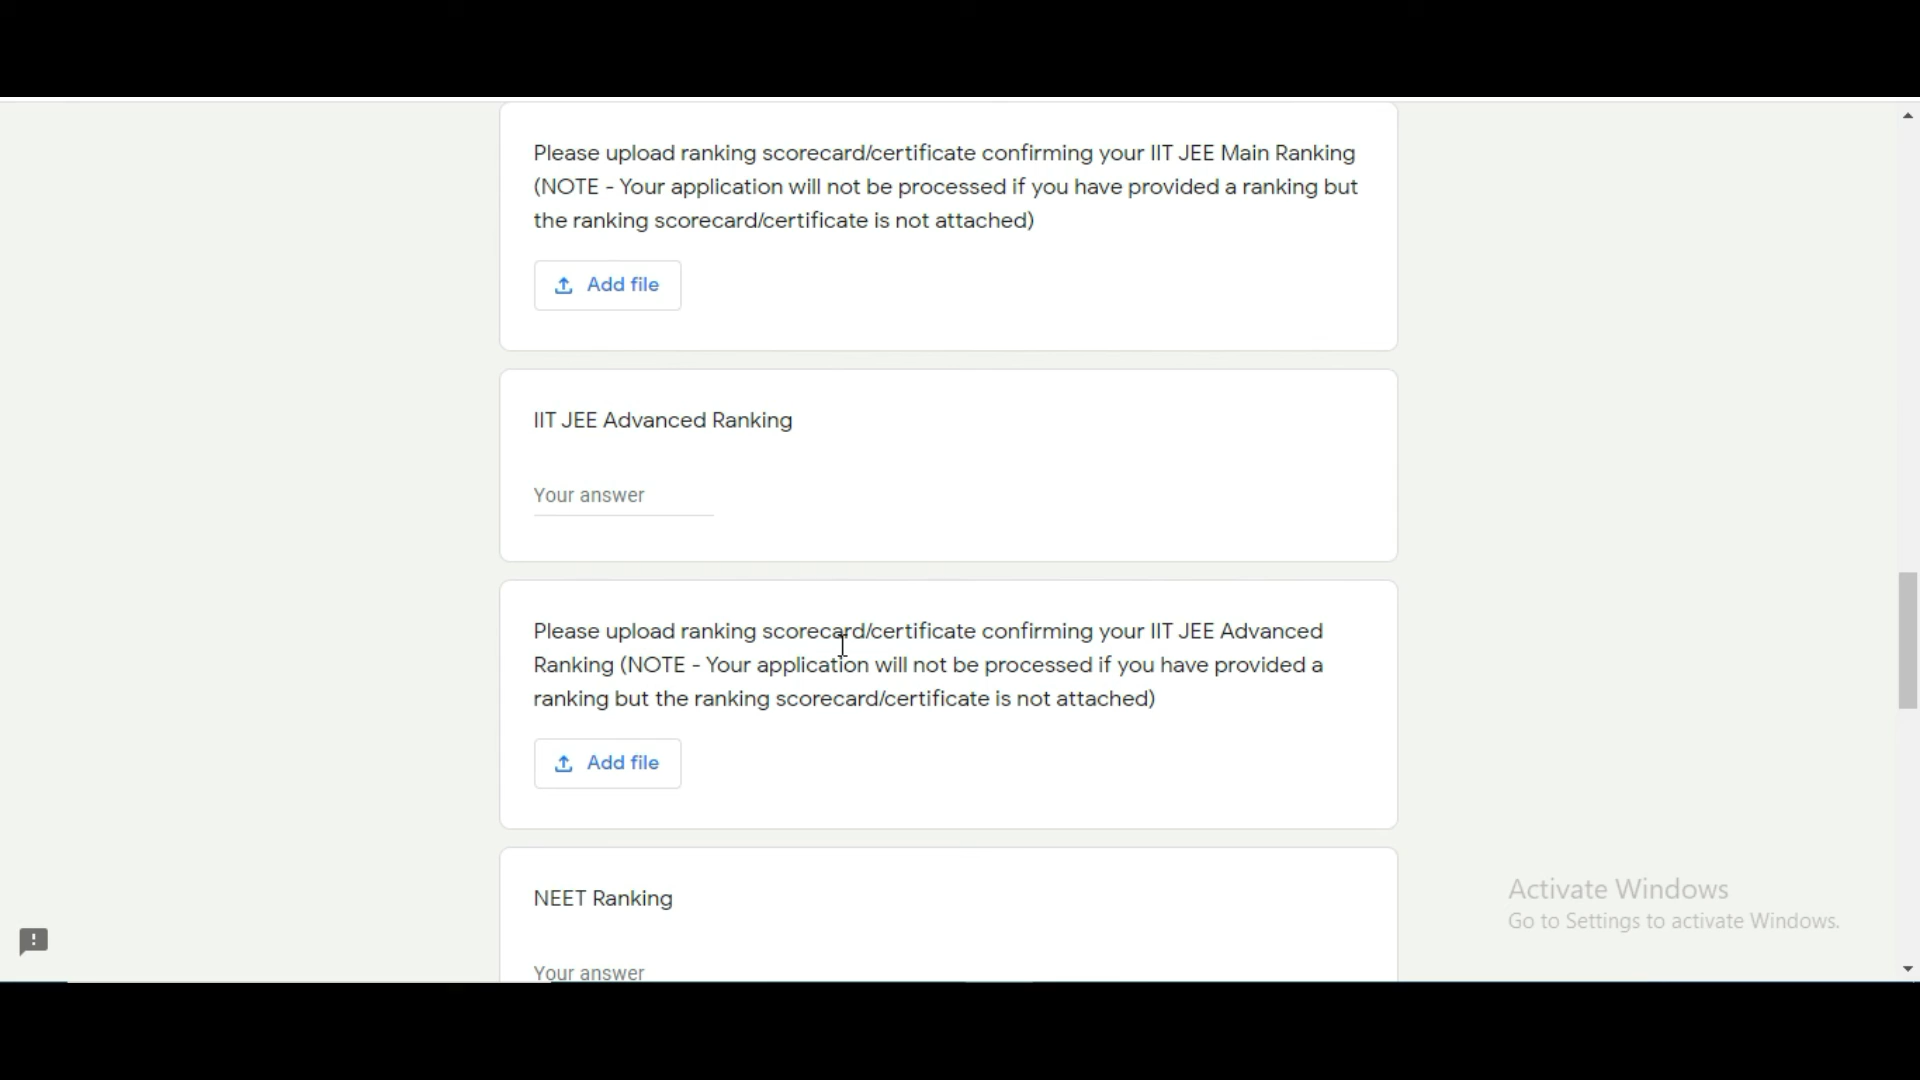 Please upload ranking scorecard/certificate confirming your IIT JEE Main Ranking
(NOTE - Your application will not be processed if you have provided a ranking but
the ranking scorecard/certificate is not attached)
Add file
IIT JEE Advanced Ranking
Your answer
Please upload ranking scorecard/certificate confirming your IIT JEE Advanced
Ranking (NOTE - Your application will not be processed if you have provided a
ranking but the ranking scorecard/certificate is not attached)
Add file
NEET Ranking
Your answer
Activate Windows
Go to Settings to activate Windows.